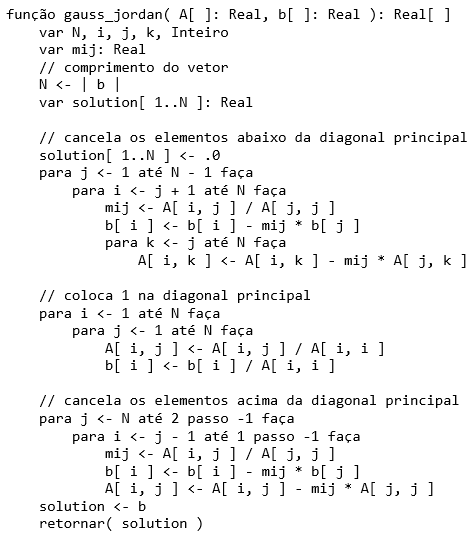 função gauss_jordan( A[ ]: Real, b[ ]: Real ): Real[ ]
    var N, i, j, k, Inteiro
    var mij: Real
    // comprimento do vetor
    N <- | b |
    var solution[ 1..N ]: Real

    // cancela os elementos abaixo da diagonal principal
    solution[ 1..N ] <- .0
    para j <- 1 até N - 1 faça
        para i <- j + 1 até N faça
            mij <- A[ i, j ] / A[ j, j ]
            b[ i ] <- b[ i ] - mij * b[ j ]
            para k <- j até N faça
                A[ i, k ] <- A[ i, k ] - mij * A[ j, k ]

    // coloca 1 na diagonal principal
    para i <- 1 até N faça
        para j <- 1 até N faça
            A[ i, j ] <- A[ i, j ] / A[ i, i ]
            b[ i ] <- b[ i ] / A[ i, i ]

    // cancela os elementos acima da diagonal principal
    para j <- N até 2 passo -1 faça
        para i <- j - 1 até 1 passo -1 faça
            mij <- A[ i, j ] / A[ j, j ]
            b[ i ] <- b[ i ] - mij * b[ j ]
            A[ i, j ] <- A[ i, j ] - mij * A[ j, j ]
    solution <- b
    retornar( solution )